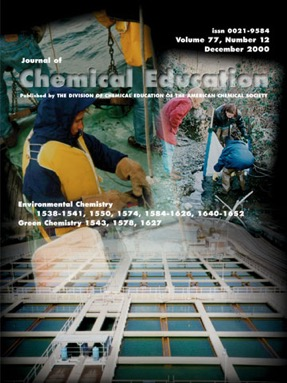 issn 0021-9584
Volume 77, Number 12
December 2000
Journal of
Chemical Education
Published by THE DIVISION OF CHEMICAL EDUCATION OF THE AMERICAN CHEMICAL SOCIETY
Environmental Chemistry
1538-1541, 1550, 1574, 1584-1626, 1640-1652
Green Chemistry 1543, 1578, 1627